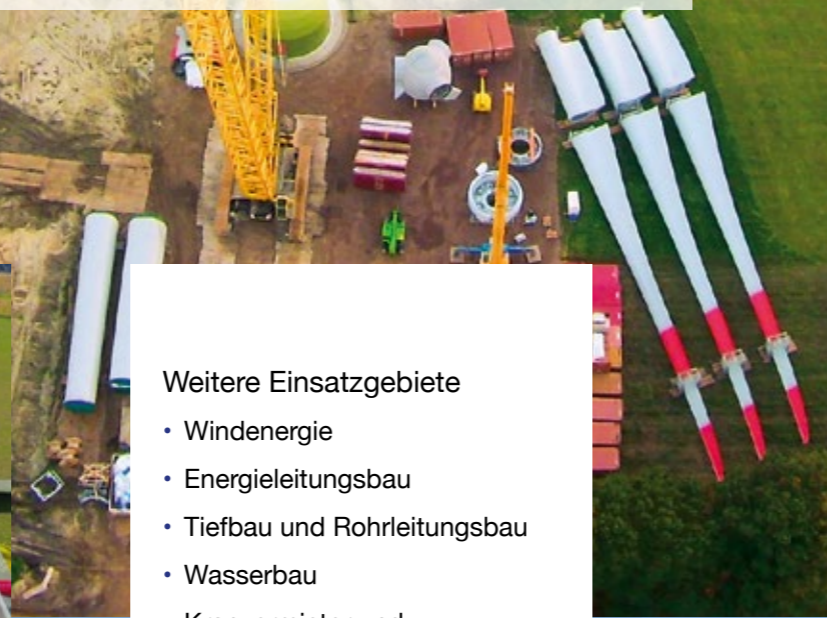 Weitere Einsatzgebiete
• Windenergie
• Energieleitungsbau
• Tiefbau und Rohrleitungsbau
• Wasserbau